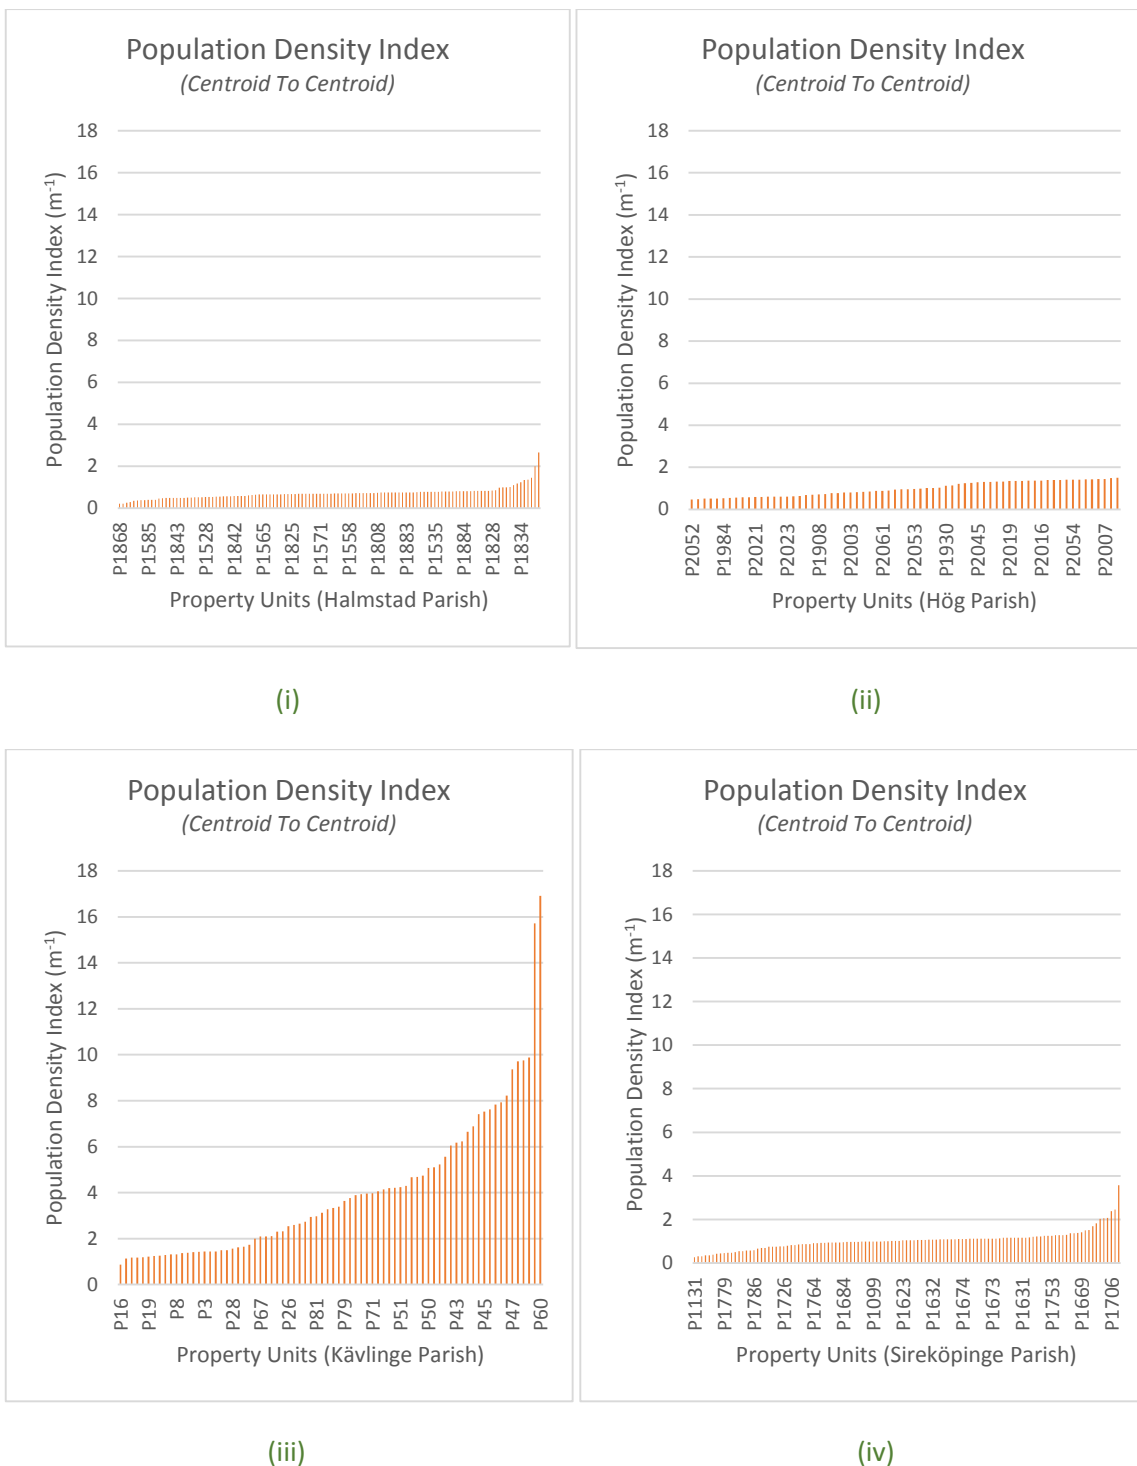 Population Density Index
(Centroid To Centroid)
Population Density Index (m-1)
18
16
14
12
10
8
6
4
2
0
P1868
P1585
P1843
P1528
P1842
P1565
P1825
P1571
P1558
P1808
P1883
P1535
P1884
P1828
P1834
Property Units (Halmstad Parish)
(i)
Population Density Index
(Centroid To Centroid)
Population Density Index (m-1)
18
16
14
12
10
8
6
4
2
0
P2052
P1984
P2021
P2023
P1908
P2003
P2061
P2053
P1930
P2045
P2019
P2016
P2054
P2007
Property Units (Hög Parish)
(ii)
Population Density Index
(Centroid To Centroid)
Population Density Index (m-1)
18
16
14
12
10
8
6
4
2
0
P16
P19
P8
P3
P28
P67
P26
P81
P79
P71
P51
P50
P43
P45
P47
P60
Property Units (Kävlinge Parish)
(iii)
Population Density Index
(Centroid To Centroid)
Population Density Index (m-1)
18
16
14
12
10
8
6
4
2
0
P1131
P1779
P1786
P1726
P1764
P1684
P1099
P1623
P1632
P1674
P1673
P1631
P1753
P1669
P1706
Property Units (Sireköpinge Parish)
(iv)